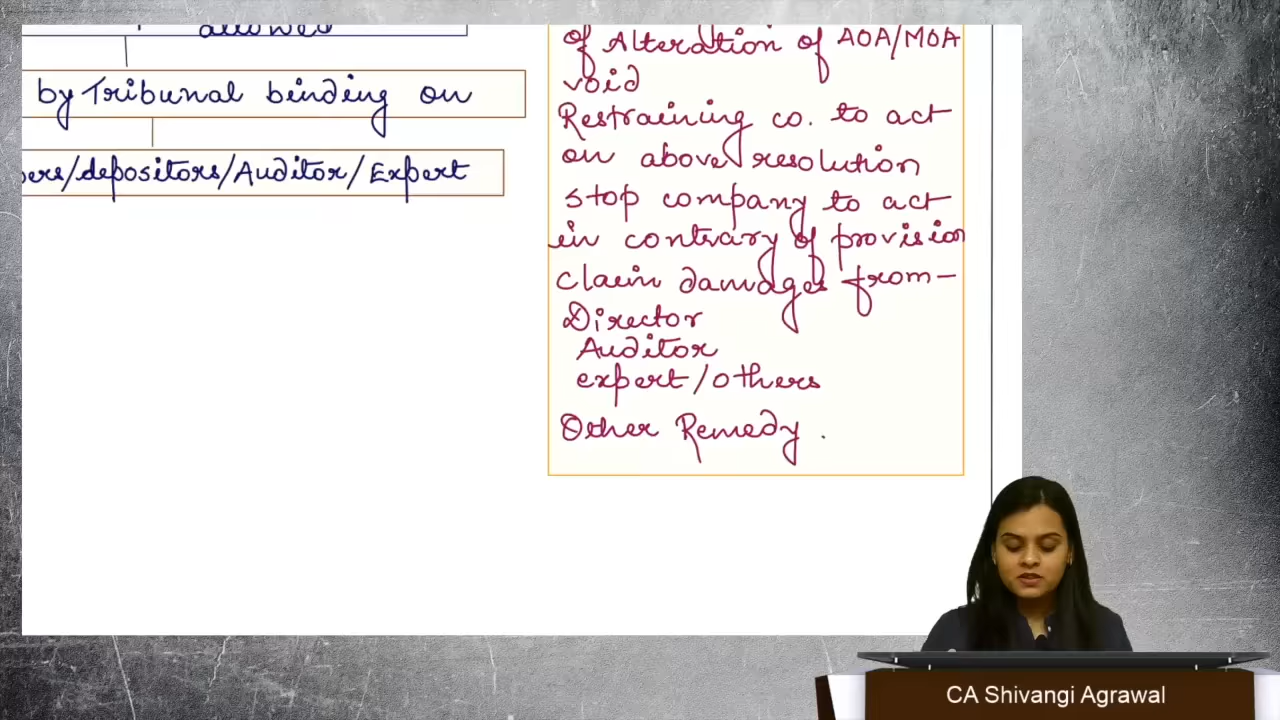 allowed
by Tribunal binding on
bers/depositors/Auditor/Expert
of Alteration of AOA/MOA
void
Restraining co. to act
on above resolution
stop company to act
in contrary of provision
Claim damages from-
Director
Auditor
expert/others
Other Remedy.
CA Shivangi Agrawal